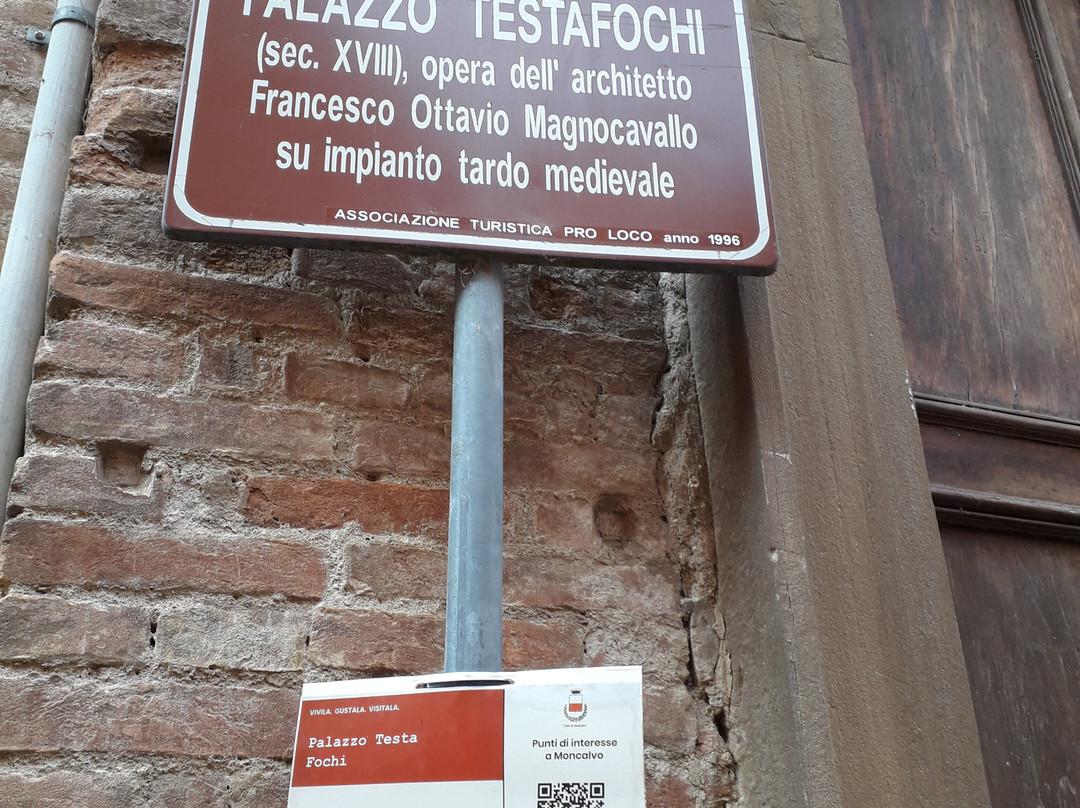 PALAZZO TESTAFOCHI
(sec. XVIII), opera dell' architetto
Francesco Ottavio Magnocavallo
su impianto tardo medievale
ASSOCIAZIONE TURISTICA PRO LOCO anno 1996
VIVILA. GUSTALA. VISITALA.
Palazzo Testa
Fochi
Punti di interesse
a Moncalvo